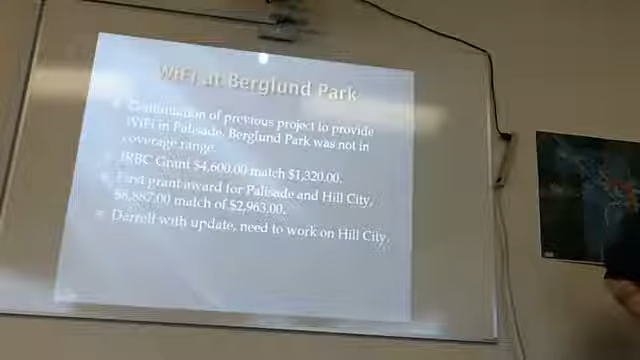 WiFi at Berglund Park
Continuation of previous project to provide
WiFi in Palisade, Berglund Park was not in
coverage range.
IRBC Grant $4,600.00 match $1,320.00.
First grant award for Palisade and Hill City,
$8,887.00 match of $2,963.00.
Darrell with update, need to work on Hill City.